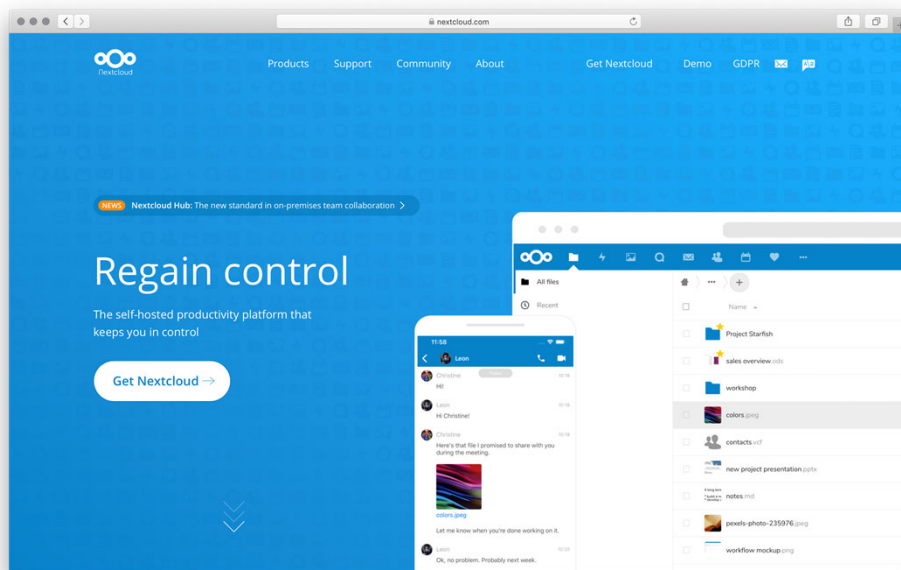 nextcloud.com
Nextcloud
Products Support Community About Get Nextcloud Demo GDPR
NEWS Nextcloud Hub: The new standard in on-premises team collaboration
Regain control
The self-hosted productivity platform that
keeps you in control
Get Nextcloud →
All files
Recent
Name
Project Starfish
sales overview.ods
workshop
colors.jpeg
contacts.vcf
new project presentation.pptx
notes.md
pexels-photo-235976.jpeg
workflow mockup.png
11:58
Leon
Christine
Hi!
Leon
Hi Christine!
Christine
Here's that file I promised to share with you
during the meeting.
colors.jpeg
Let me know when you're done working on it.
Leon
Ok, no problem. Probably next week.